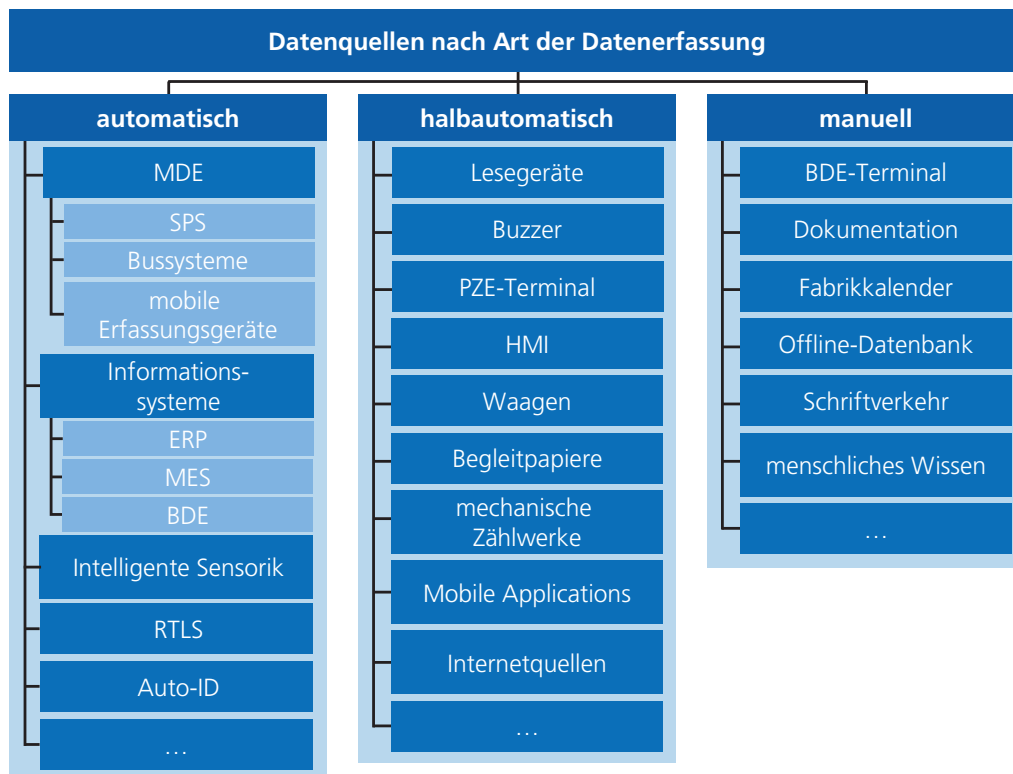 Datenquellen nach Art der Datenerfassung
automatisch
MDE
SPS
Bussysteme
mobile
Erfassungsgeräte
Informations-
systeme
ERP
MES
BDE
Intelligente Sensorik
RTLS
Auto-ID
…
halbautomatisch
Lesegeräte
Buzzer
PZE-Terminal
HMI
Waagen
Begleitpapiere
mechanische
Zählwerke
Mobile Applications
Internetquellen
…
manuell
BDE-Terminal
Dokumentation
Fabrikkalender
Offline-Datenbank
Schriftverkehr
menschliches Wissen
…